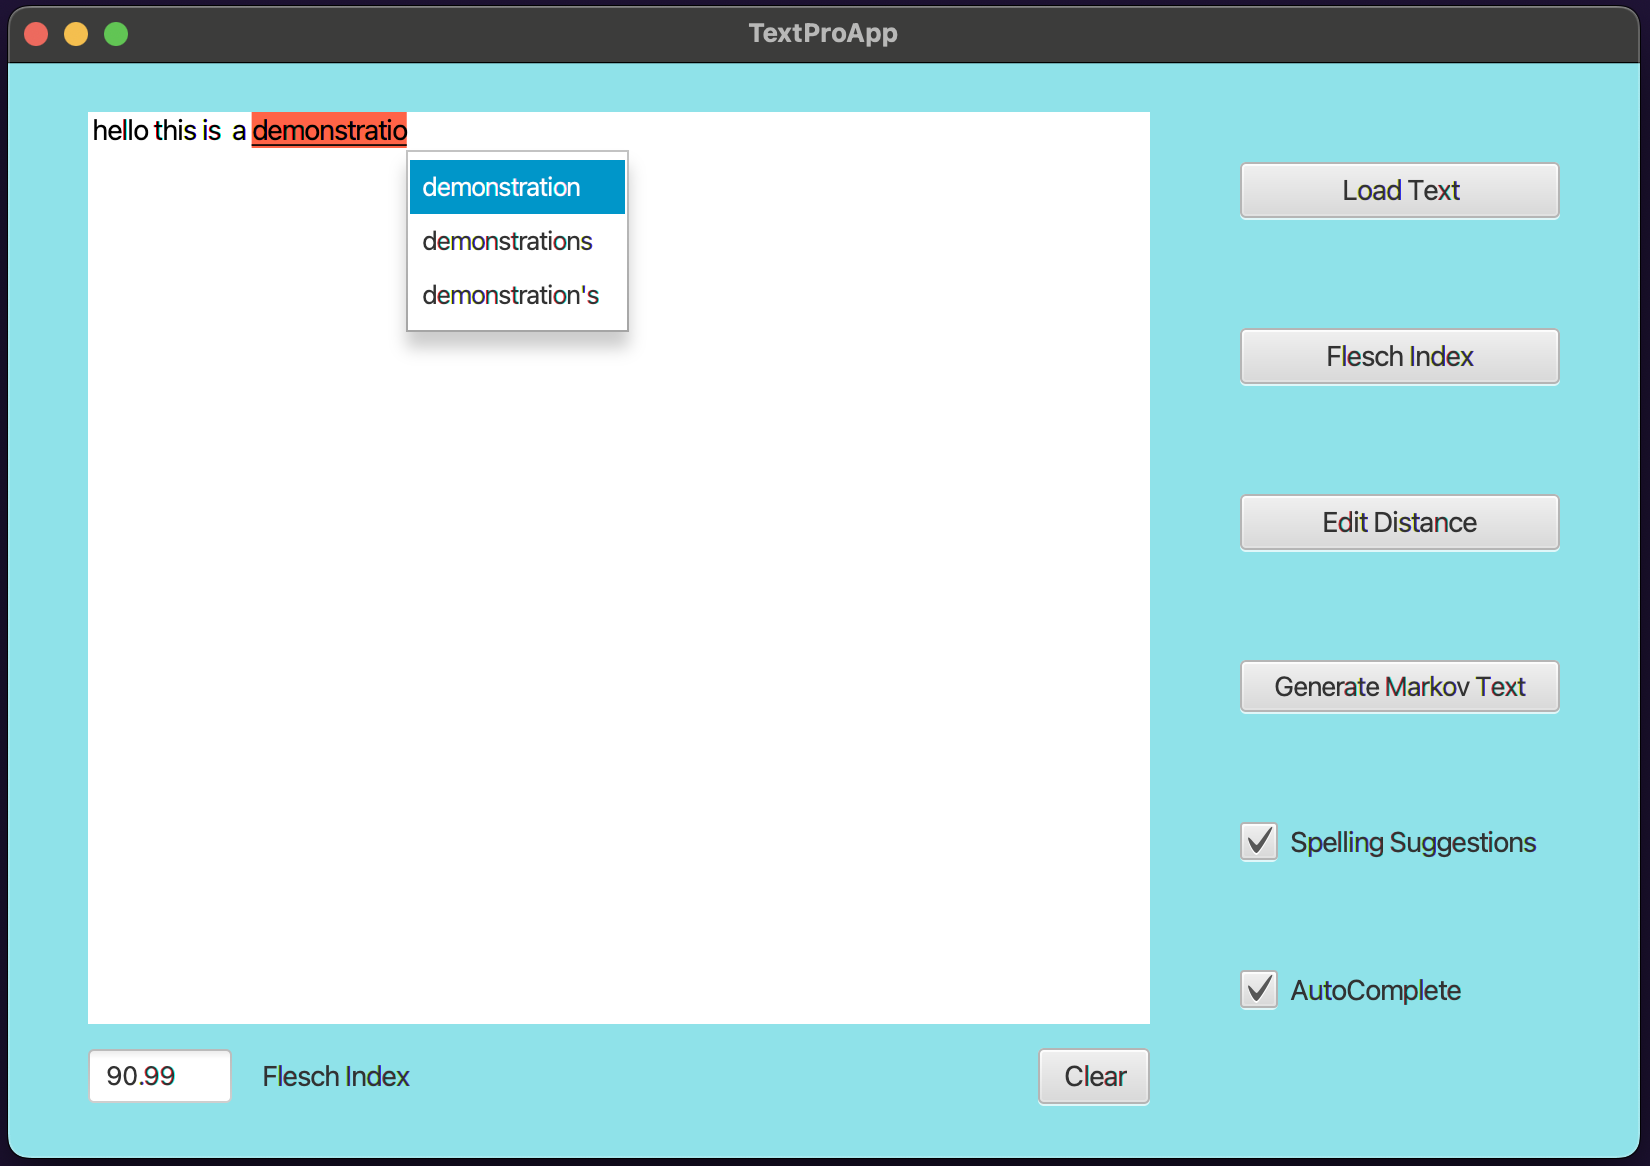 TextProApp
hello this is  a demonstratio
demonstration
demonstrations
demonstration's
Load Text
Flesch Index
Edit Distance
Generate Markov Text
Spelling Suggestions
AutoComplete
90.99 Flesch Index
Clear